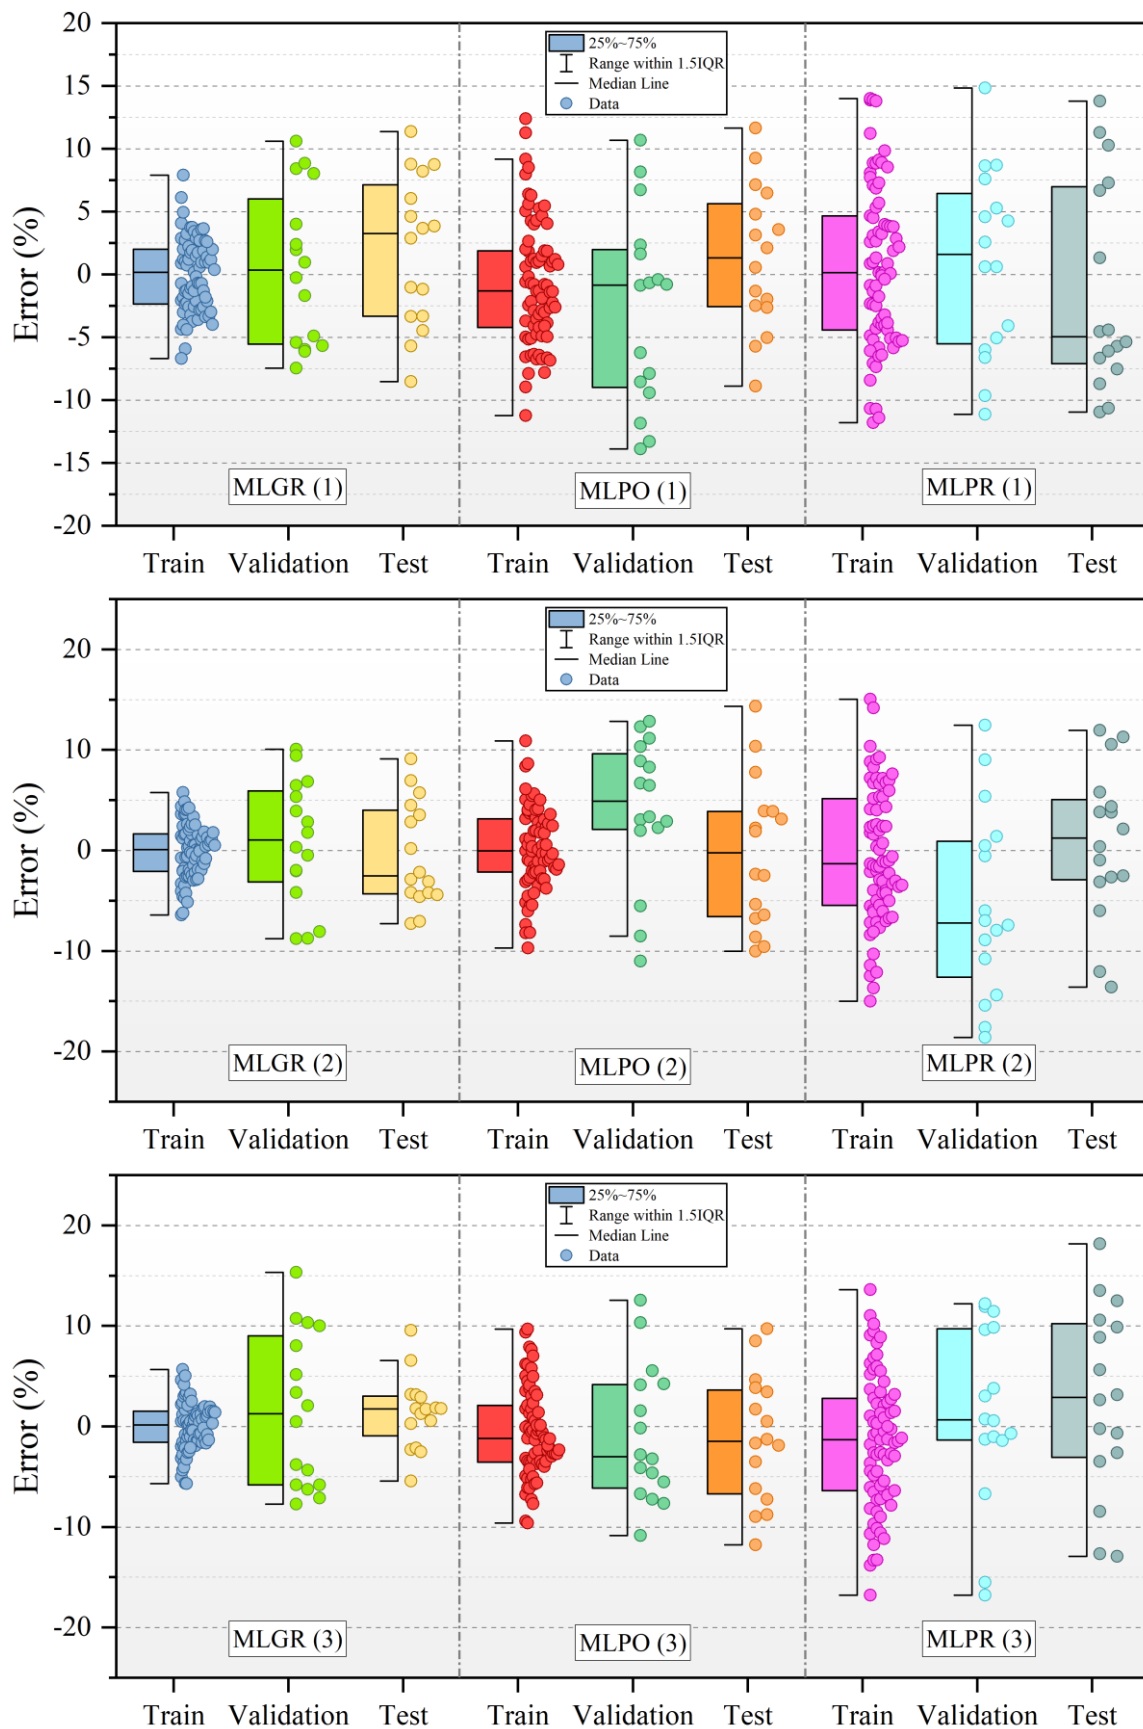 20
15
10
5
0
-5
-10
-15
-20
Error (%)
25%~75%
Range within 1.5IQR
Median Line
Data
MLGR (1)
MLPO (1)
MLPR (1)
Train Validation Test Train Validation Test Train Validation Test
20
10
0
-10
-20
Error (%)
25%~75%
Range within 1.5IQR
Median Line
Data
MLGR (2)
MLPO (2)
MLPR (2)
Train Validation Test Train Validation Test Train Validation Test
20
10
0
-10
-20
Error (%)
25%~75%
Range within 1.5IQR
Median Line
Data
MLGR (3)
MLPO (3)
MLPR (3)
Train Validation Test Train Validation Test Train Validation Test